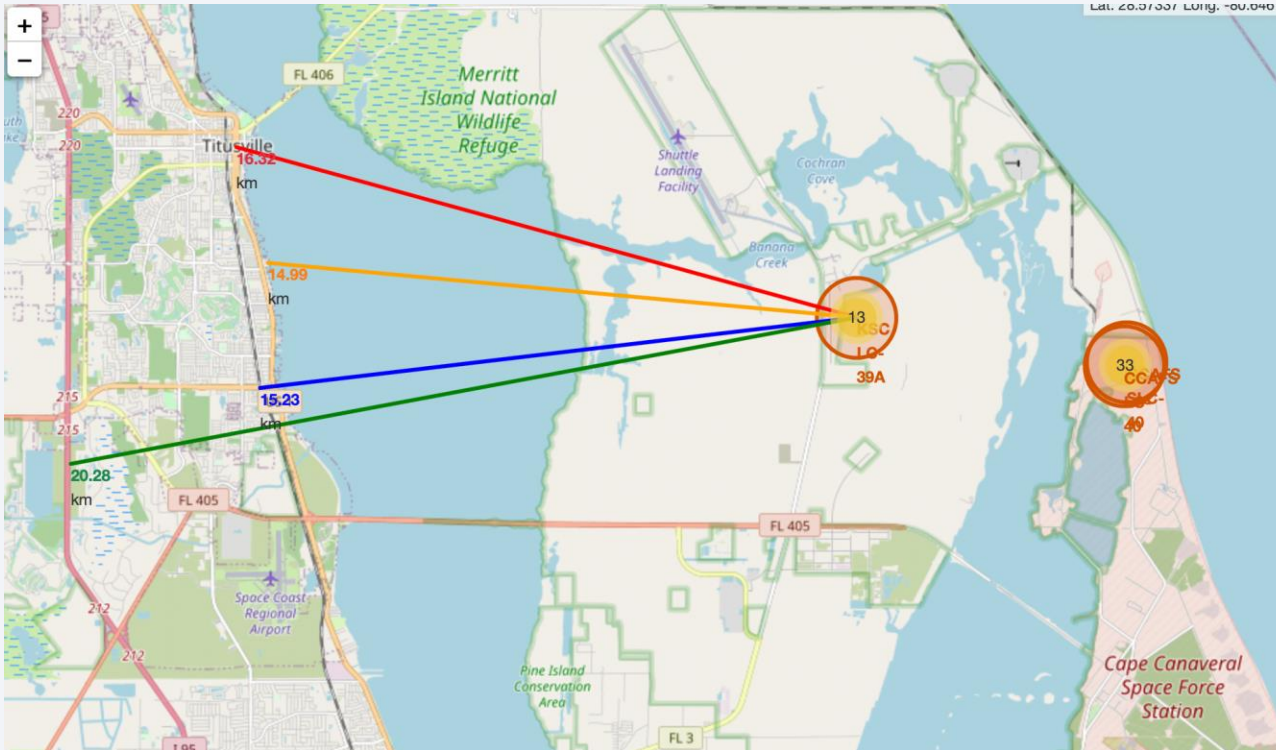 Lat: 28.57337 Long: -80.646
+
−
FL 406
Merritt
Island National
Wildlife
Refuge
220
220
Titusville
16.32
km
Shuttle
Landing
Facility
Cochran
Cove
Banana
Creek
14.99
km
13
KSC
LC-
39A
33
15.23
km
215
215
20.28
km
FL 405
FL 405
Space Coast
Regional
Airport
212
212
Pine Island
Conservation
Area
Cape Canaveral
Space Force
Station
FL 3
I 95